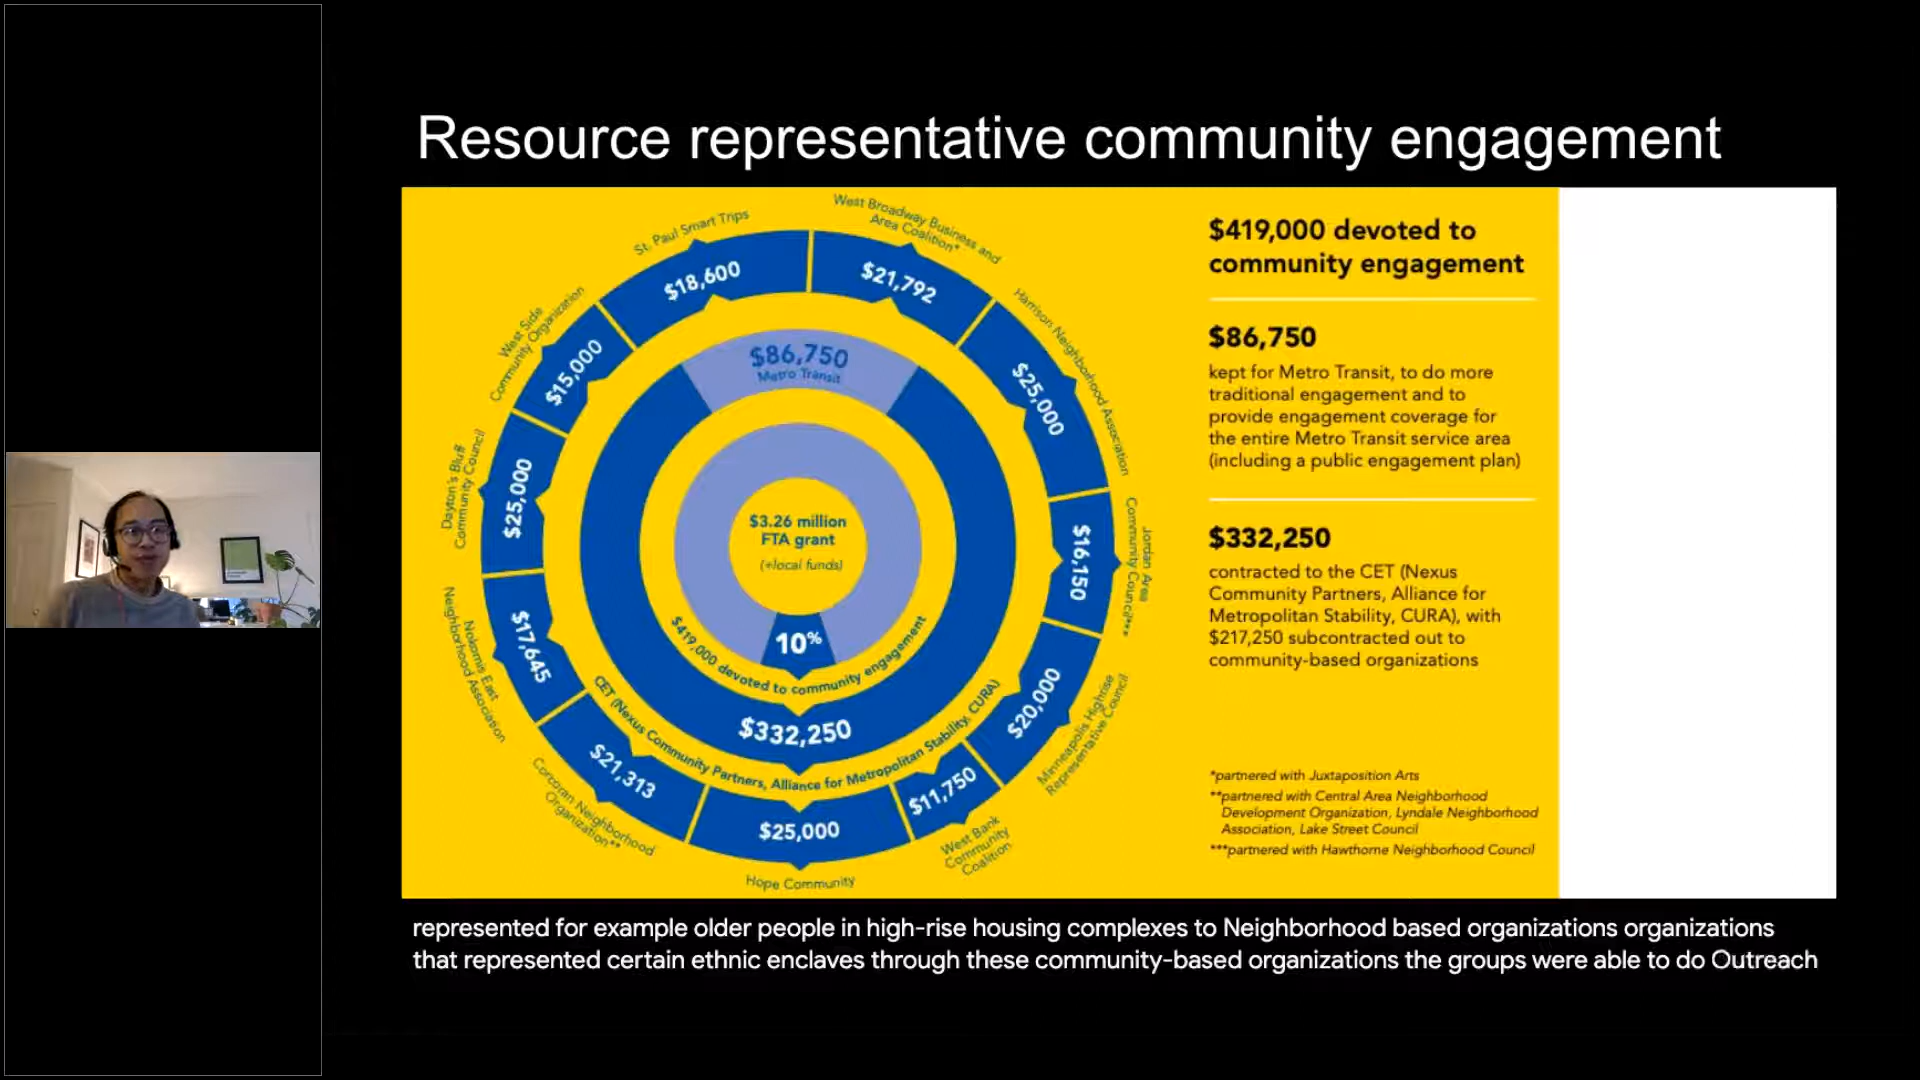 Resource representative community engagement
St. Paul Smart Trips
$18,600
West Broadway Business and
Area Coalition*
$21,792
Harrison Neighborhood Association
$25,000
Jordan Area
Community Council***
$16,150
Minneapolis Highrise
Representative Council
$20,000
West Bank
Community
Coalition
$11,750
Hope Community
$25,000
Corcoran Neighborhood
Organization**
$21,313
Nokomis East
Neighborhood Association
$17,645
Dayton's Bluff
Community Council
$25,000
West Side
Community Organization
$15,000
$86,750
Metro Transit
$3.26 million
FTA grant
(+local funds)
10%
$419,000 devoted to community engagement
$332,250
CET (Nexus Community Partners, Alliance for Metropolitan Stability, CURA)
$419,000 devoted to
community engagement
$86,750
kept for Metro Transit, to do more
traditional engagement and to
provide engagement coverage for
the entire Metro Transit service area
(including a public engagement plan)
$332,250
contracted to the CET (Nexus
Community Partners, Alliance for
Metropolitan Stability, CURA), with
$217,250 subcontracted out to
community-based organizations
*partnered with Juxtaposition Arts
**partnered with Central Area Neighborhood
Development Organization, Lyndale Neighborhood
Association, Lake Street Council
***partnered with Hawthorne Neighborhood Council
represented for example older people in high-rise housing complexes to Neighborhood based organizations organizations
that represented certain ethnic enclaves through these community-based organizations the groups were able to do Outreach